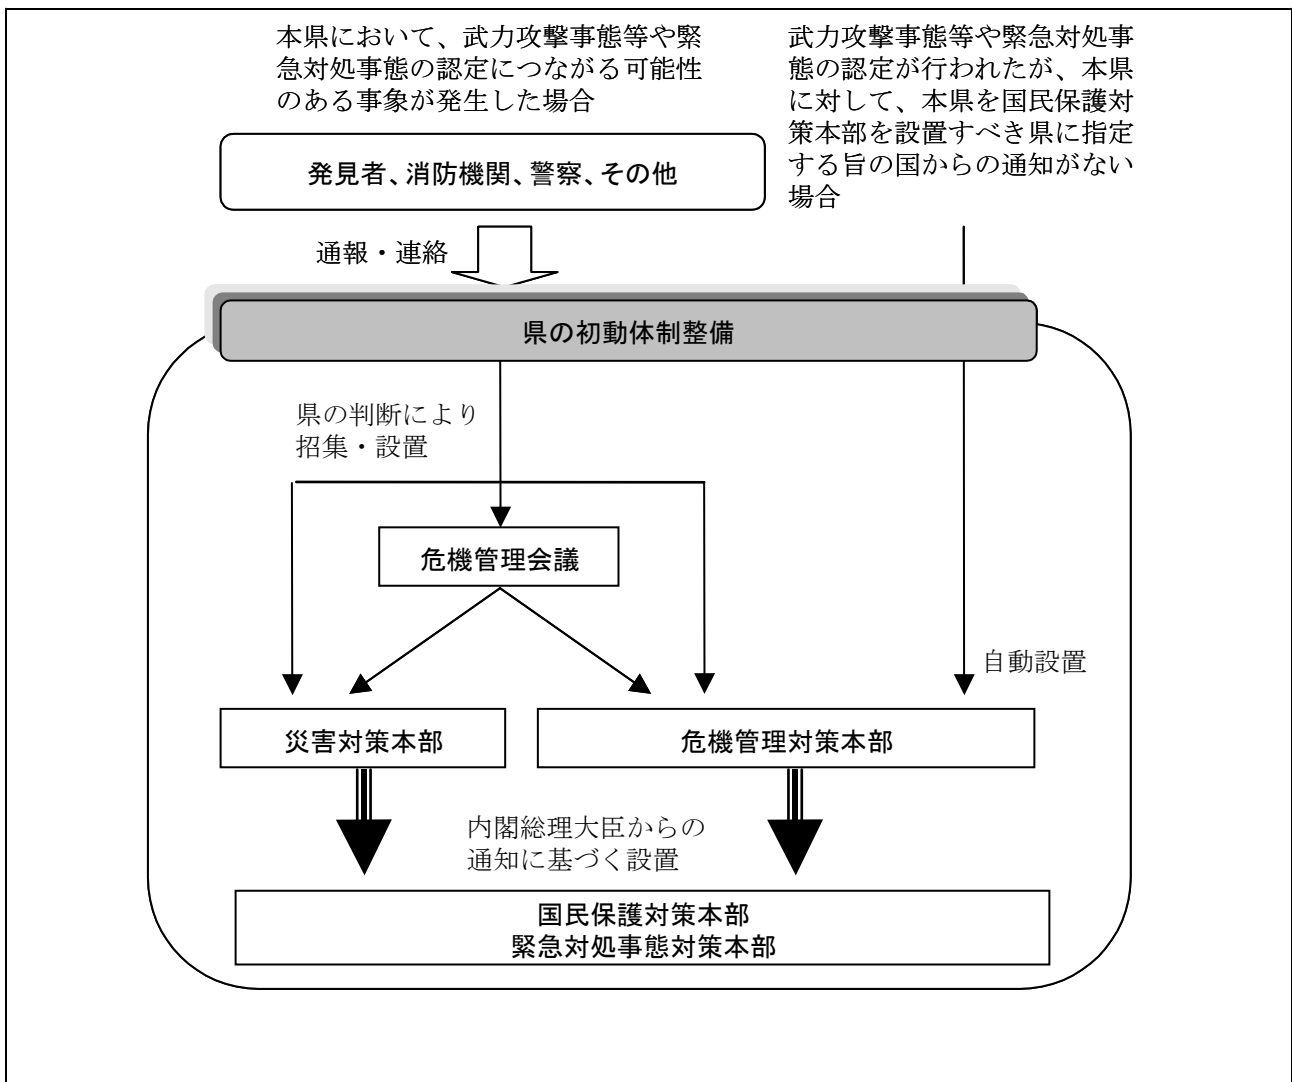 本県において、武力攻撃事態等や緊
急対処事態の認定につながる可能性
のある事象が発生した場合
武力攻撃事態等や緊急対処事
態の認定が行われたが、本県
に対して、本県を国民保護対
策本部を設置すべき県に指定
する旨の国からの通知がない
場合
発見者、消防機関、警察、その他
通報・連絡
県の初動体制整備
県の判断により
招集・設置
危機管理会議
自動設置
災害対策本部
危機管理対策本部
内閣総理大臣からの
通知に基づく設置
国民保護対策本部
緊急対処事態対策本部